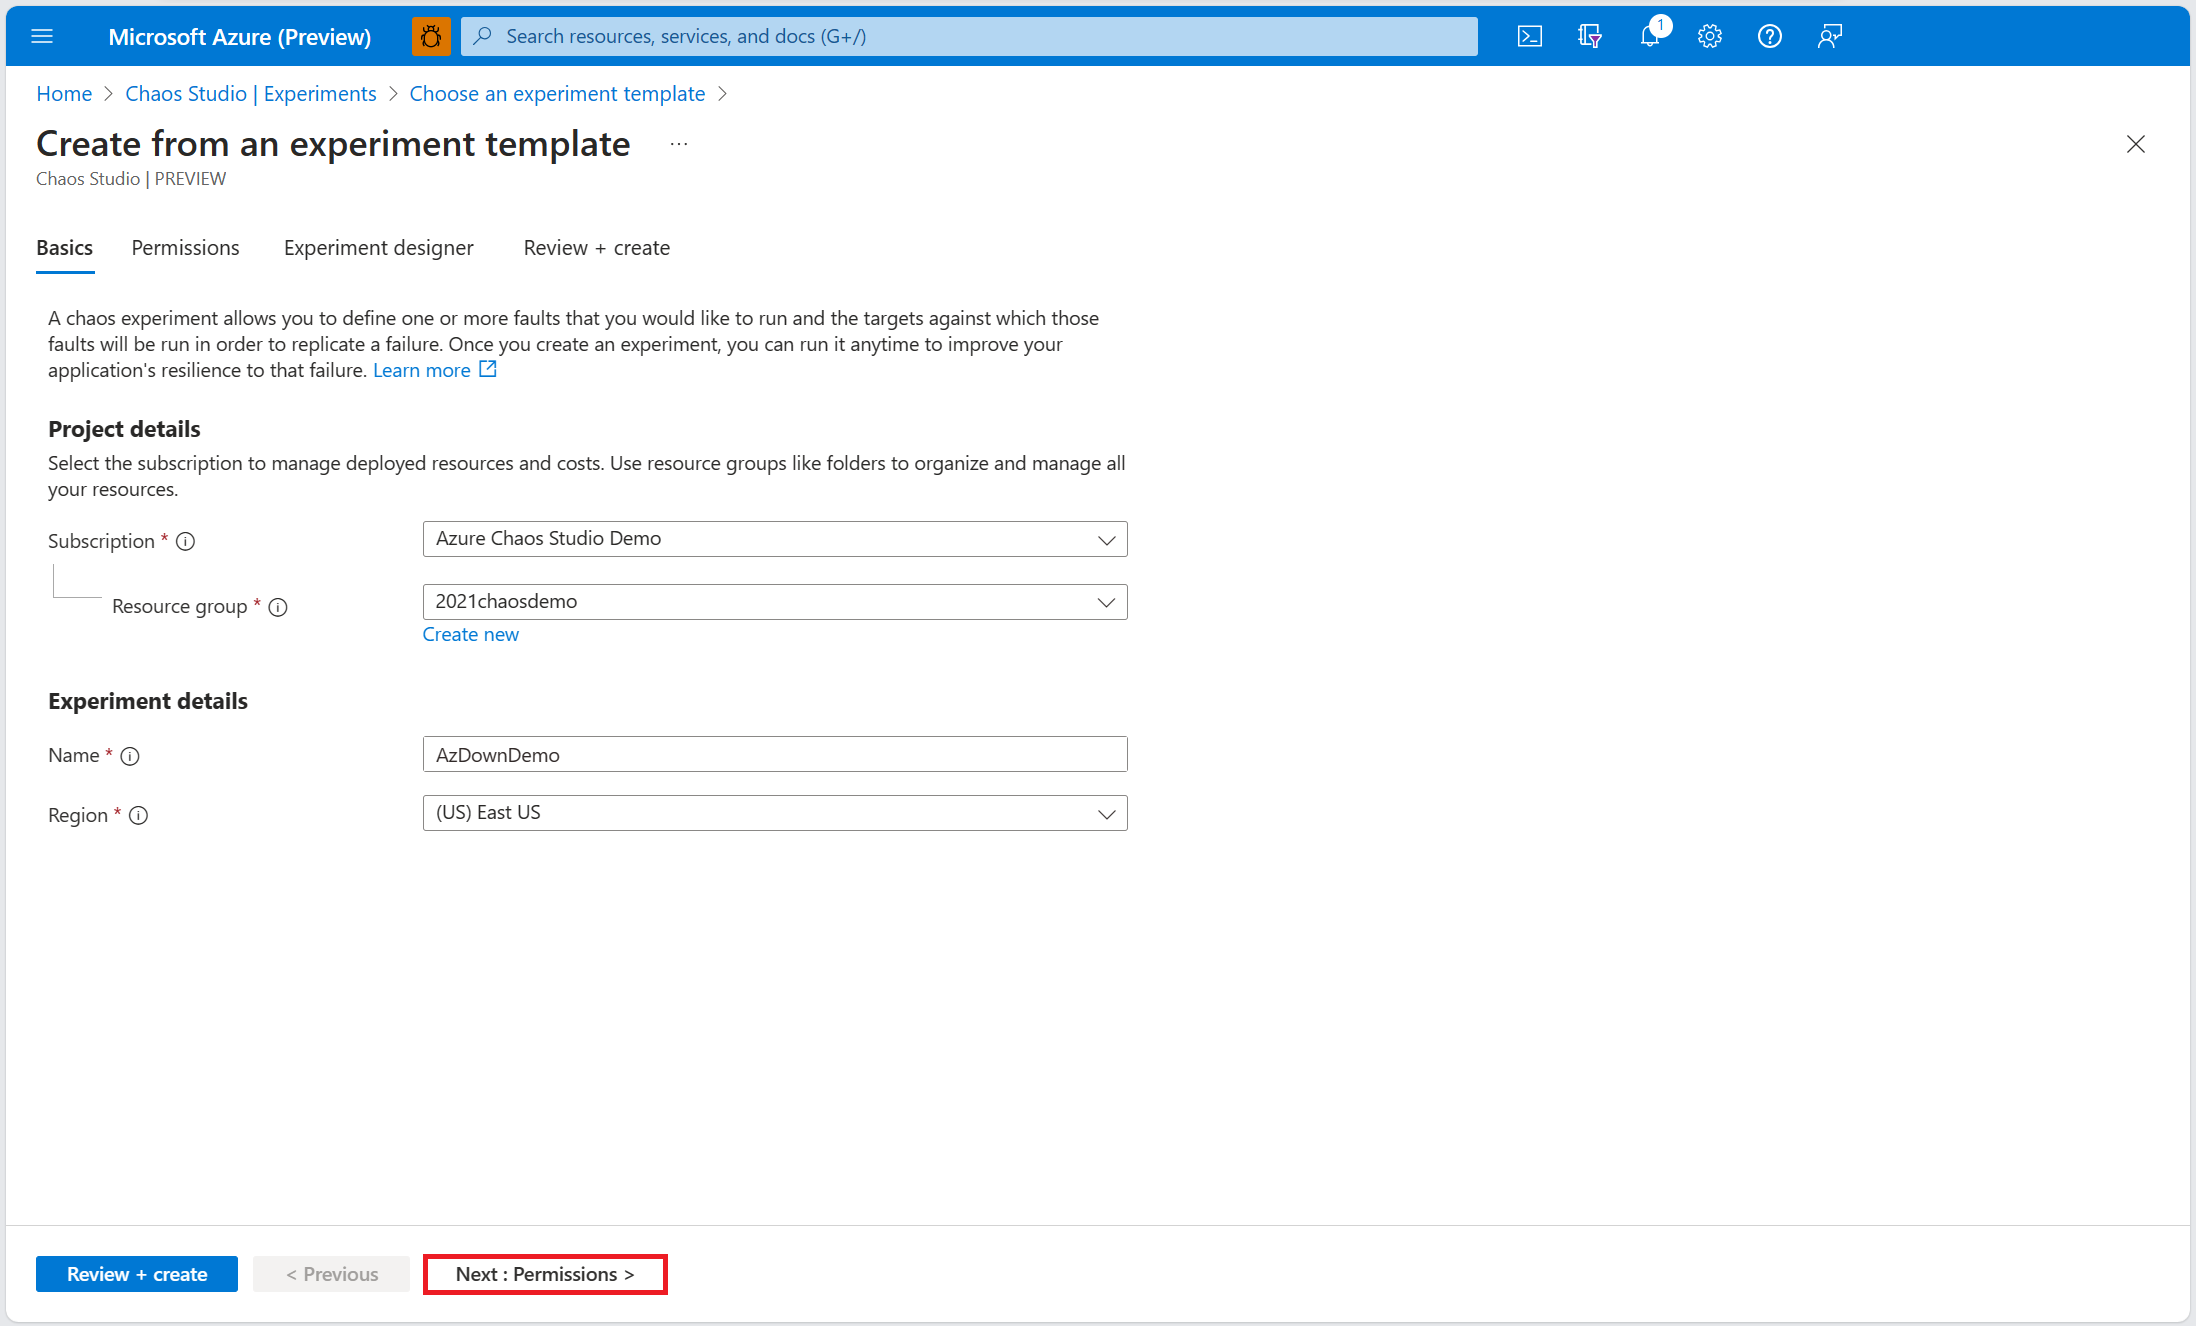 Microsoft Azure (Preview)
Search resources, services, and docs (G+/)
1
Home > Chaos Studio | Experiments > Choose an experiment template >
Create from an experiment template ...
Chaos Studio | PREVIEW
Basics Permissions Experiment designer Review + create
A chaos experiment allows you to define one or more faults that you would like to run and the targets against which those
faults will be run in order to replicate a failure. Once you create an experiment, you can run it anytime to improve your
application's resilience to that failure. Learn more
Project details
Select the subscription to manage deployed resources and costs. Use resource groups like folders to organize and manage all
your resources.
Subscription * Azure Chaos Studio Demo
Resource group * 2021chaosdemo
Create new
Experiment details
Name * AzDownDemo
Region * (US) East US
Review + create < Previous Next : Permissions >